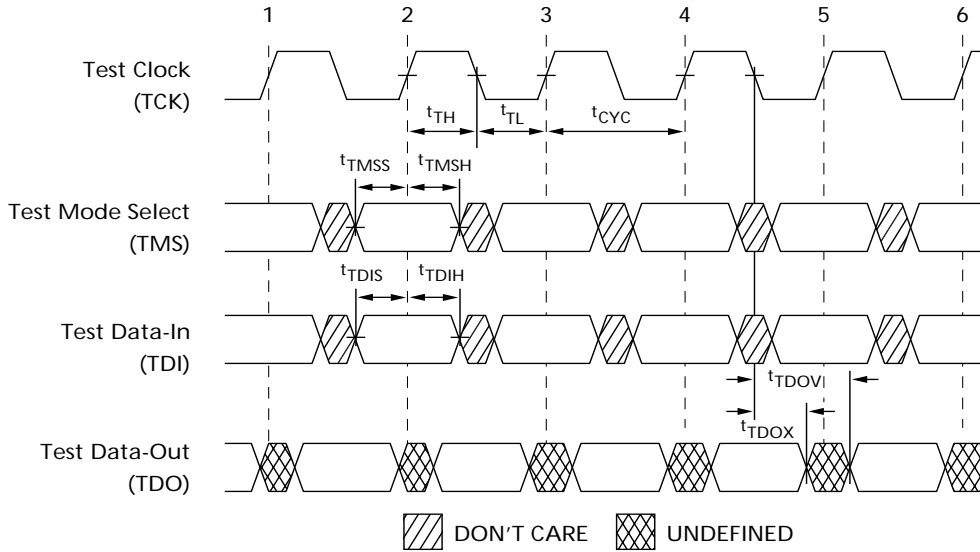 1 2 3 4 5 6
Test Clock
(TCK)
tTH tTL tCYC
tTMSS tTMSH
Test Mode Select
(TMS)
tTDIS tTDIH
Test Data-In
(TDI)
tTDOV
tTDOX
Test Data-Out
(TDO)
DON'T CARE UNDEFINED